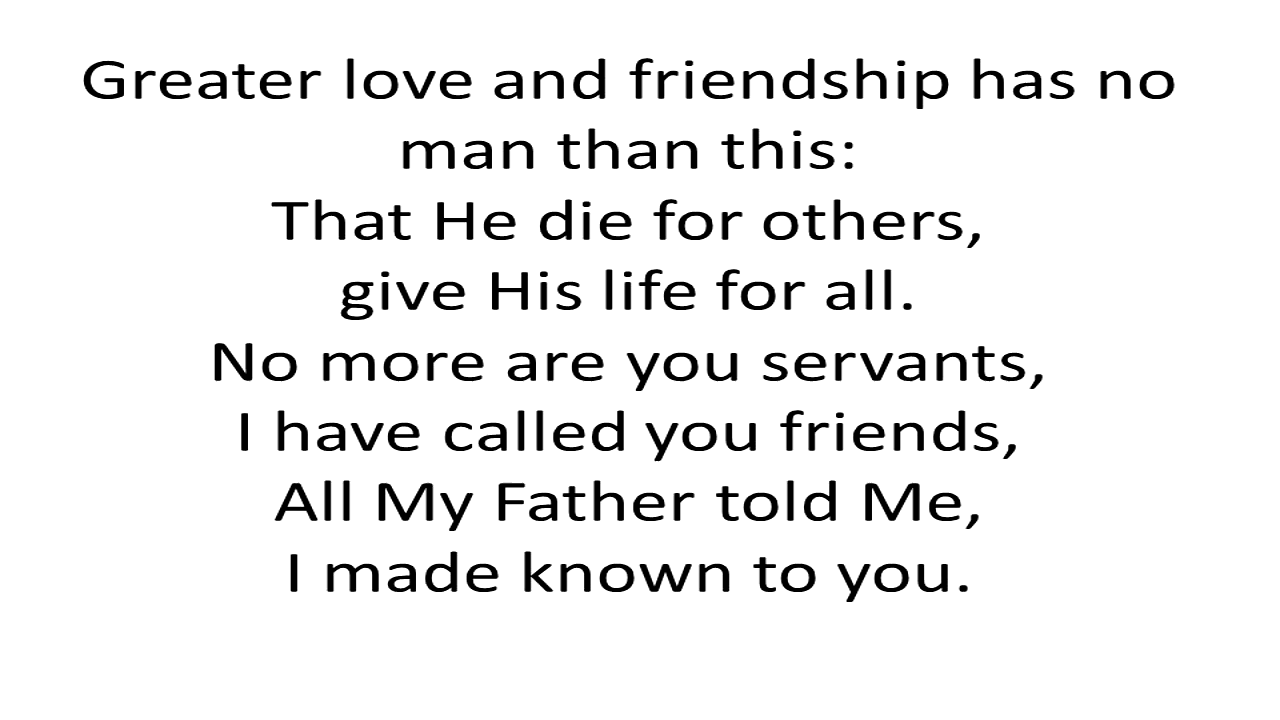 Greater love and friendship has no
man than this:
That He die for others,
give His life for all.
No more are you servants,
I have called you friends,
All My Father told Me,
I made known to you.